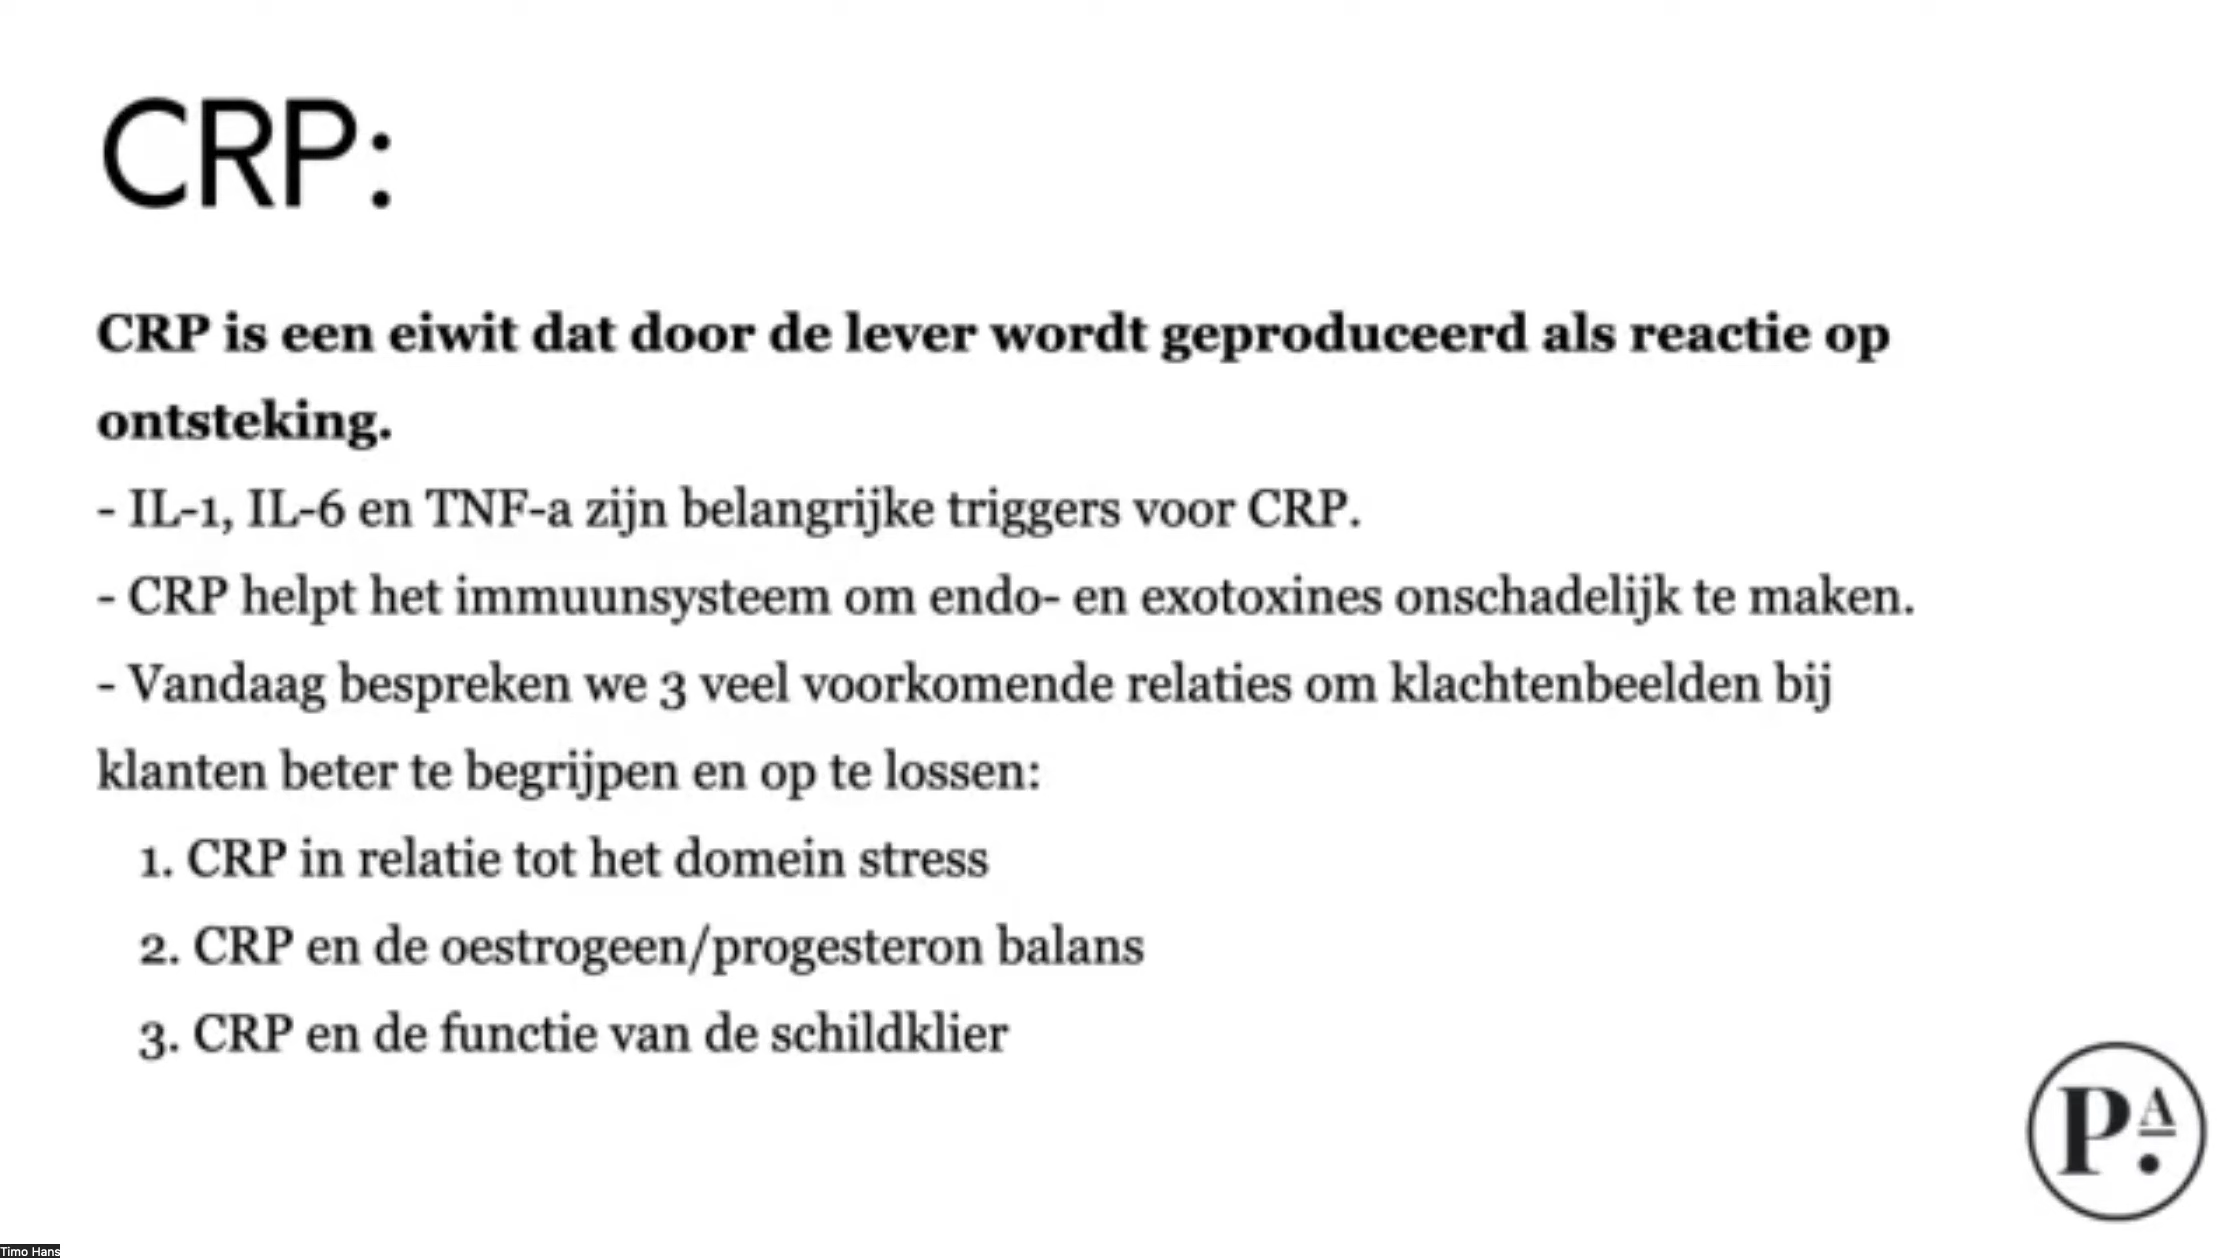 CRP:
CRP is een eiwit dat door de lever wordt geproduceerd als reactie op
ontsteking.
- IL-1, IL-6 en TNF-a zijn belangrijke triggers voor CRP.
- CRP helpt het immuunsysteem om endo- en exotoxines onschadelijk te maken.
- Vandaag bespreken we 3 veel voorkomende relaties om klachtenbeelden bij
klanten beter te begrijpen en op te lossen:
1. CRP in relatie tot het domein stress
2. CRP en de oestrogeen/progesteron balans
3. CRP en de functie van de schildklier
PA.
Timo Hans